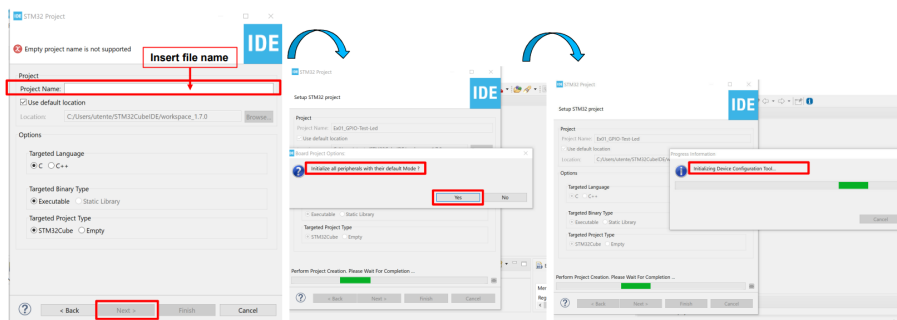 IDE STM32 Project
Empty project name is not supported
IDE
Insert file name
Project
Project Name:
Use default location
Location: C:/Users/utente/STM32CubeIDE/workspace_1.7.0 Browse...
Options
Targeted Language
C C++
Targeted Binary Type
Executable Static Library
Targeted Project Type
STM32Cube Empty
? < Back Next > Finish Cancel
IDE STM32 Project
Setup STM32 project
IDE
Project
Project Name: Ex01_GPIO-Test-Led
Use default location
Board Project Options
Initialize all peripherals with their default Mode ?
Yes No
Executable Static Library
Targeted Project Type
STM32Cube Empty
Perform Project Creation. Please Wait For Completion ...
? < Back Next > Finish Cancel
Mer
Reg
IDE STM32 Project
Setup STM32 project
IDE
Project
Project Name: Ex01_GPIO-Test-Led
Use default location
Location: C:/Users/utente/STM32CubeIDE/w
Options
Targeted Language
C C++
Targeted Binary Type
Executable Static Library
Targeted Project Type
STM32Cube Empty
Perform Project Creation. Please Wait For Completion ...
? < Back Next > Finish Cancel
Progress Information
Initializing Device Configuration Tool...
Cancel